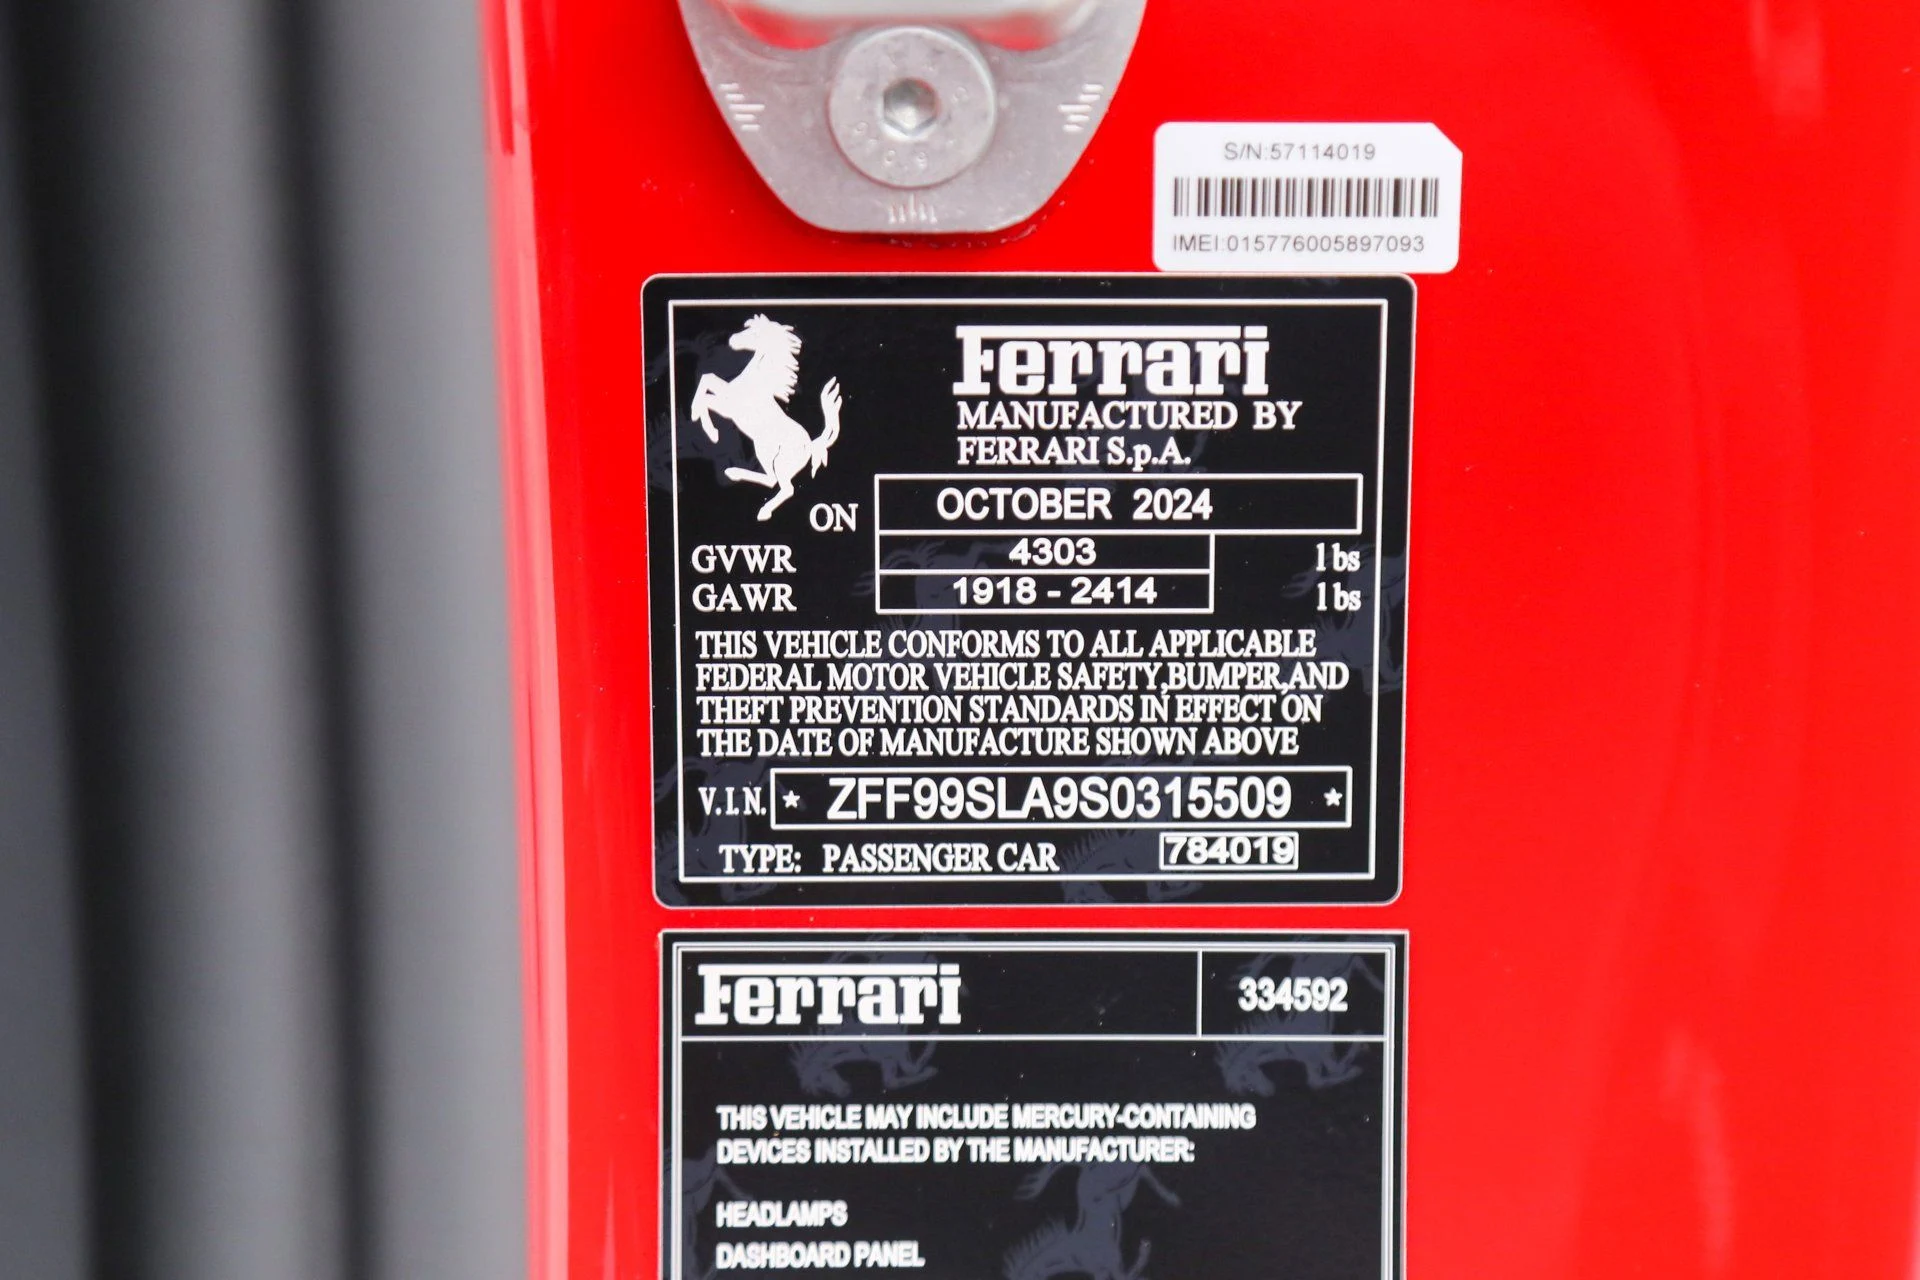 S/N:57114019
IMEI:015776005897093
Ferrari
MANUFACTURED BY
FERRARI S.p.A.
ON OCTOBER 2024
GVWR 4303 lbs
GAWR 1918 - 2414 lbs
THIS VEHICLE CONFORMS TO ALL APPLICABLE
FEDERAL MOTOR VEHICLE SAFETY,BUMPER,AND
THEFT PREVENTION STANDARDS IN EFFECT ON
THE DATE OF MANUFACTURE SHOWN ABOVE
V.I.N. * ZFF99SLA9S0315509 *
TYPE: PASSENGER CAR 784019
Ferrari 334592
THIS VEHICLE MAY INCLUDE MERCURY-CONTAINING
DEVICES INSTALLED BY THE MANUFACTURER:
HEADLAMPS
DASHBOARD PANEL